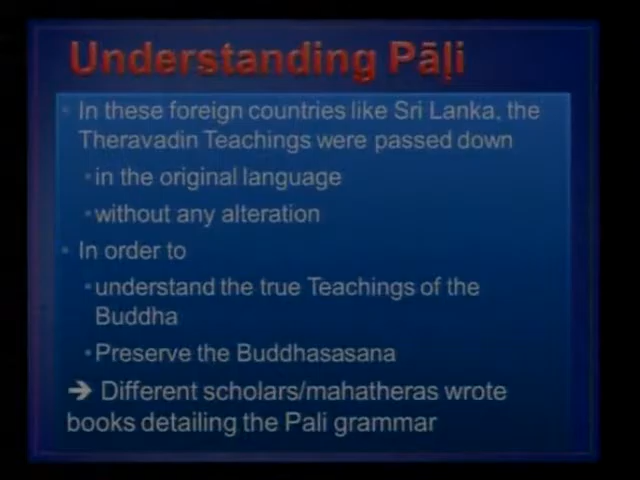 Understanding Pāḷi
• In these foreign countries like Sri Lanka, the
Theravadin Teachings were passed down
•in the original language
•without any alteration
• In order to
•understand the true Teachings of the
Buddha
•Preserve the Buddhasasana
➔ Different scholars/mahatheras wrote
books detailing the Pali grammar